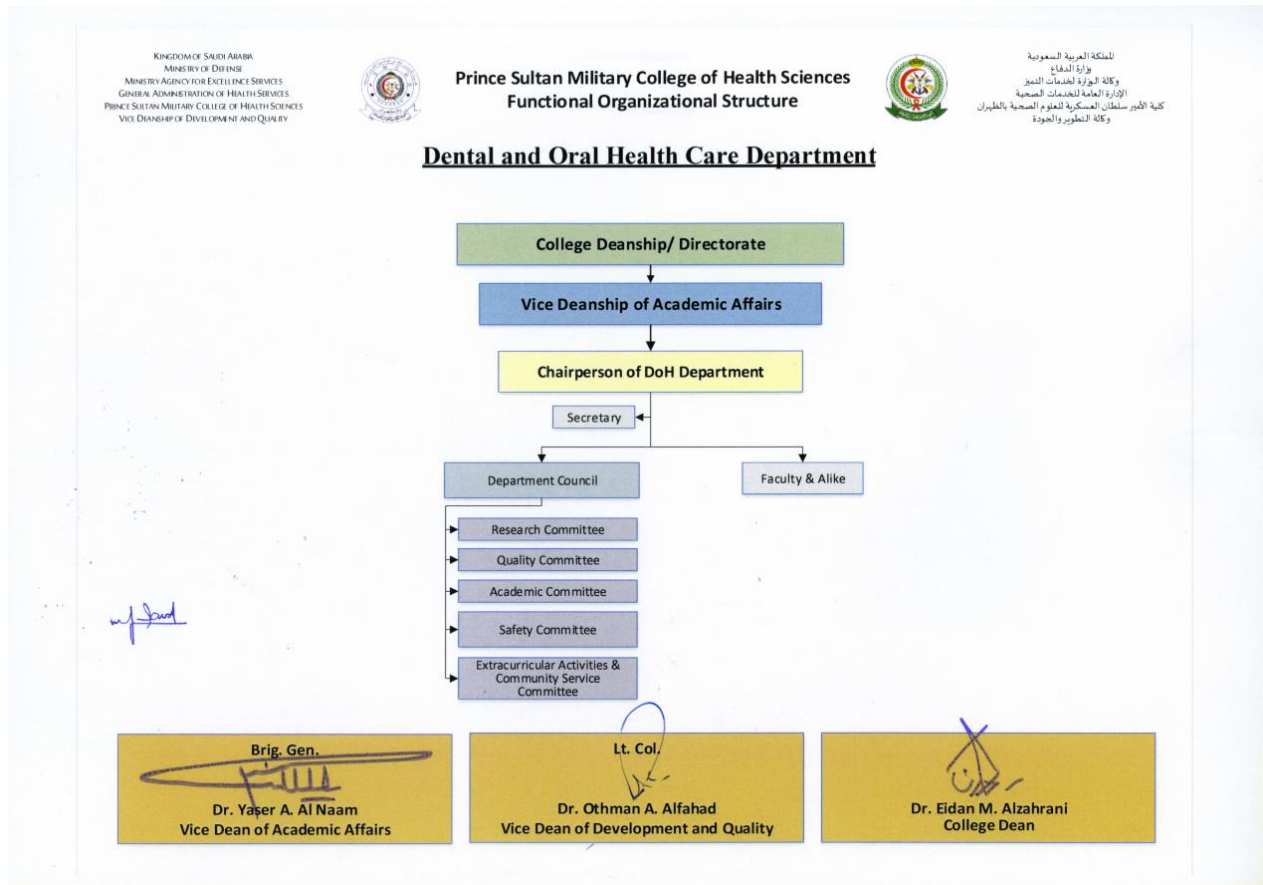 KINGDOM OF SAUDI ARABIA
MINISTRY OF DEFENSE
MINISTRY AGENCY FOR EXCELLENCE SERVICES
GENERAL ADMINISTRATION OF HEALTH SERVICES
PRINCE SULTAN MILITARY COLLEGE OF HEALTH SCIENCES
VICE DEANSHIP OF DEVELOPMENT AND QUALITY
Prince Sultan Military College of Health Sciences
Functional Organizational Structure
المملكة العربية السعودية
وزارة الدفاع
وكالة الوزارة لخدمات التميز
الإدارة العامة للخدمات الصحية
كلية الأمير سلطان العسكرية للعلوم الصحية بالظهران
وكالة التطوير والجودة
Dental and Oral Health Care Department
College Deanship/ Directorate
Vice Deanship of Academic Affairs
Chairperson of DoH Department
Secretary
Department Council
Faculty & Alike
Research Committee
Quality Committee
Academic Committee
Safety Committee
Extracurricular Activities &
Community Service
Committee
Brig. Gen.
Dr. Yaser A. Al Naam
Vice Dean of Academic Affairs
Lt. Col.
Dr. Othman A. Alfahad
Vice Dean of Development and Quality
Dr. Eidan M. Alzahrani
College Dean